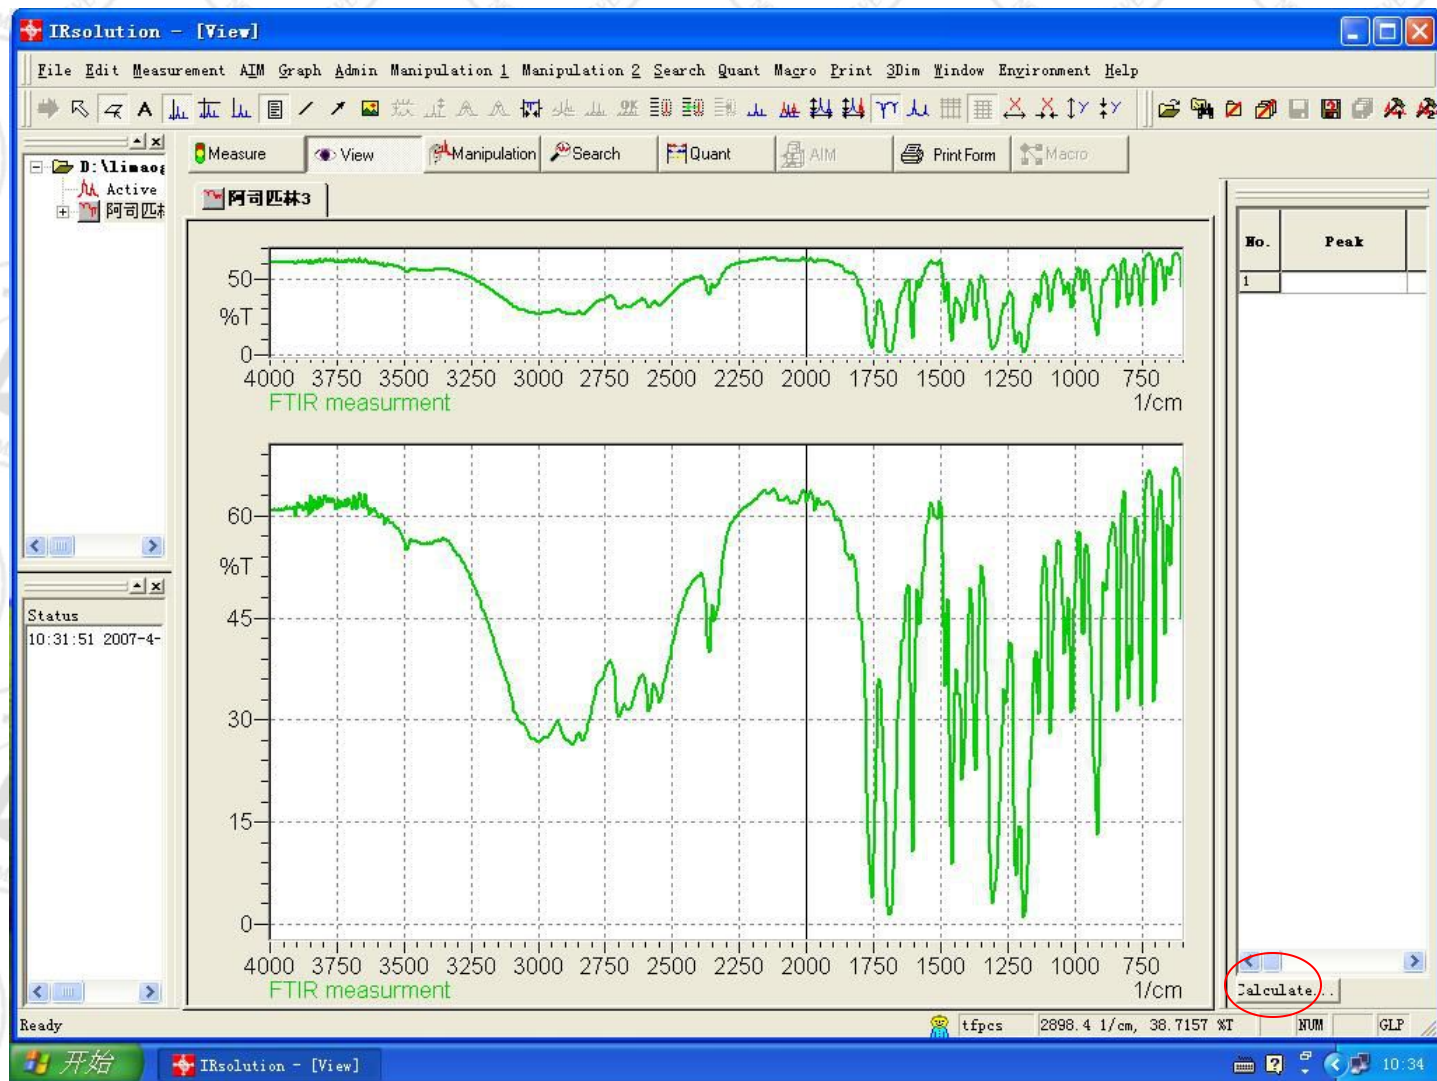 IRsolution - [View]
File Edit Measurement AIM Graph Admin Manipulation 1 Manipulation 2 Search Quant Macro Print 3Dim Window Environment Help
Measure View Manipulation Search Quant AIM Print Form Macro
D:\limaog
Active
阿司匹林
阿司匹林3
50
%T
0
4000 3750 3500 3250 3000 2750 2500 2250 2000 1750 1500 1250 1000 750
FTIR measurment 1/cm
60
%T
45
30
15
0
4000 3750 3500 3250 3000 2750 2500 2250 2000 1750 1500 1250 1000 750
FTIR measurment 1/cm
No. Peak
1
Calculate...
Status
10:31:51 2007-4-
Ready tfpcs 2898.4 1/cm, 38.7157 %T NUM GLP
开始 IRsolution - [View] 10:34